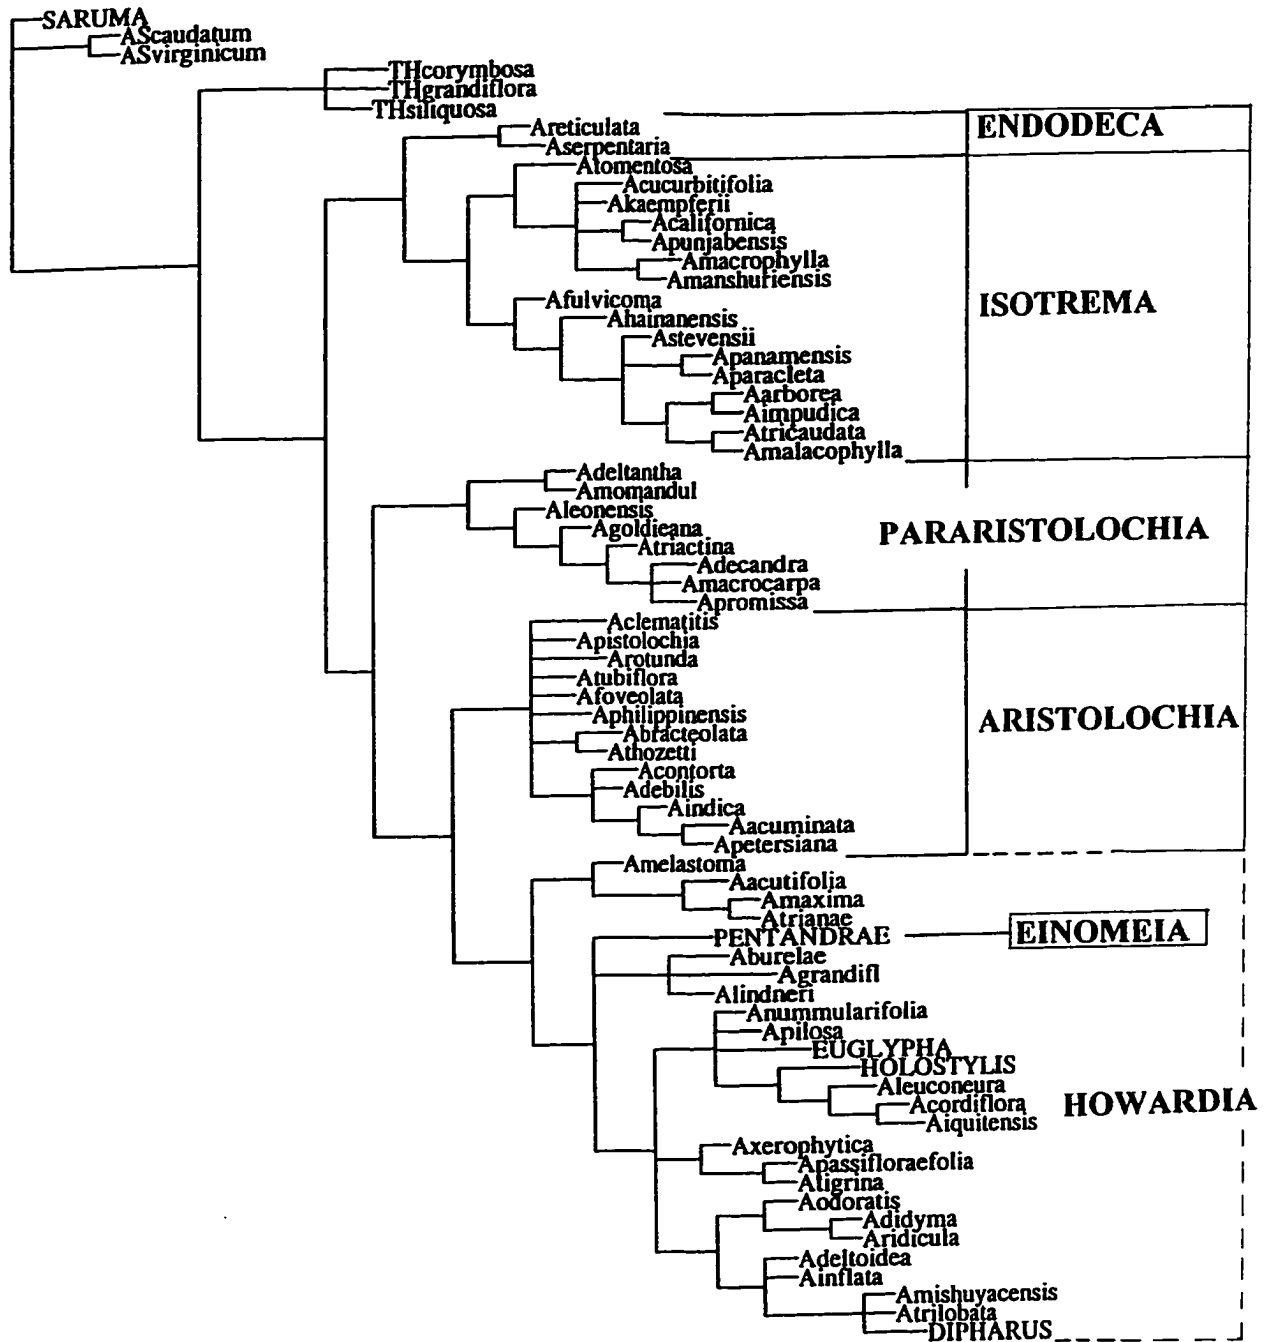 SARUMA
AScaudatum
ASvirginicum
THcorymbosa
THgrandiflora
THsiliquosa
Areticulata
ENDODECA
Aserpentaria
Atomentosa
Acucurbitifolia
Akaempferii
Acalifornica
Apunjabensis
Amacrophylla
Amanshuriensis
Afulvicoma
ISOTREMA
Ahainanensis
Astevensii
Apanamensis
Aparacleta
Aarborea
Aimpudica
Atricaudata
Amalacophylla
Adeltantha
Amomandul
Aleonensis
Agoldieana
PARARISTOLOCHIA
Atriactina
Adecandra
Amacrocarpa
Apromissa
Aclematitis
Apistolochia
Arotunda
Atubiflora
Afoveolata
Aphilippinensis
ARISTOLOCHIA
Abracteolata
Athozetti
Acontorta
Adebilis
Aindica
Aacuminata
Apetersiana
Amelastoma
Aacutifolia
Amaxima
Atrianae
PENTANDRAE
EINOMEIA
Aburelae
Agrandifl
Alindneri
Anummularifolia
Apilosa
EUGLYPHA
HOLOSTYLIS
Aleuconeura
Acordiflora
HOWARDIA
Aiquitensis
Axerophytica
Apassifloraefolia
Atigrina
Aodoratis
Adidyma
Aridicula
Adeltoidea
Ainflata
Amishuyacensis
Atrilobata
DIPHARUS